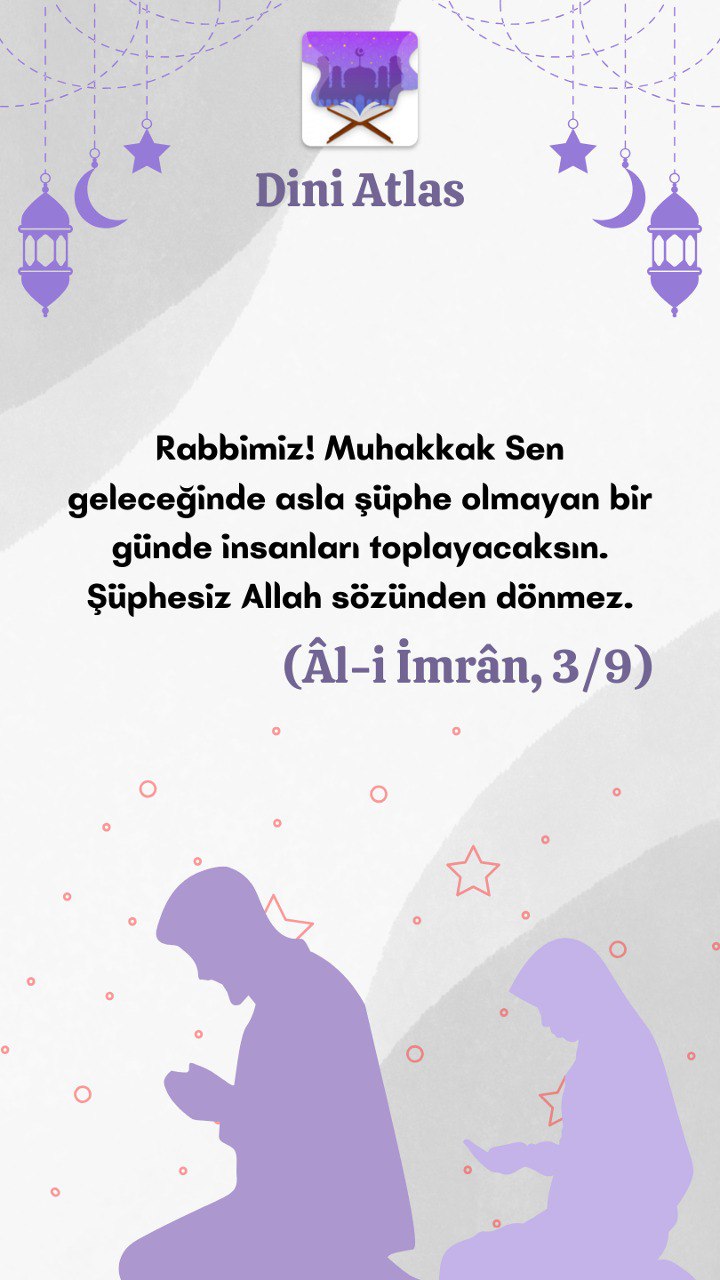 Dini Atlas
Rabbimiz! Muhakkak Sen
geleceğinde asla şüphe olmayan bir
günde insanları toplayacaksın.
Şüphesiz Allah sözünden dönmez.
(Âl-i İmrân, 3/9)